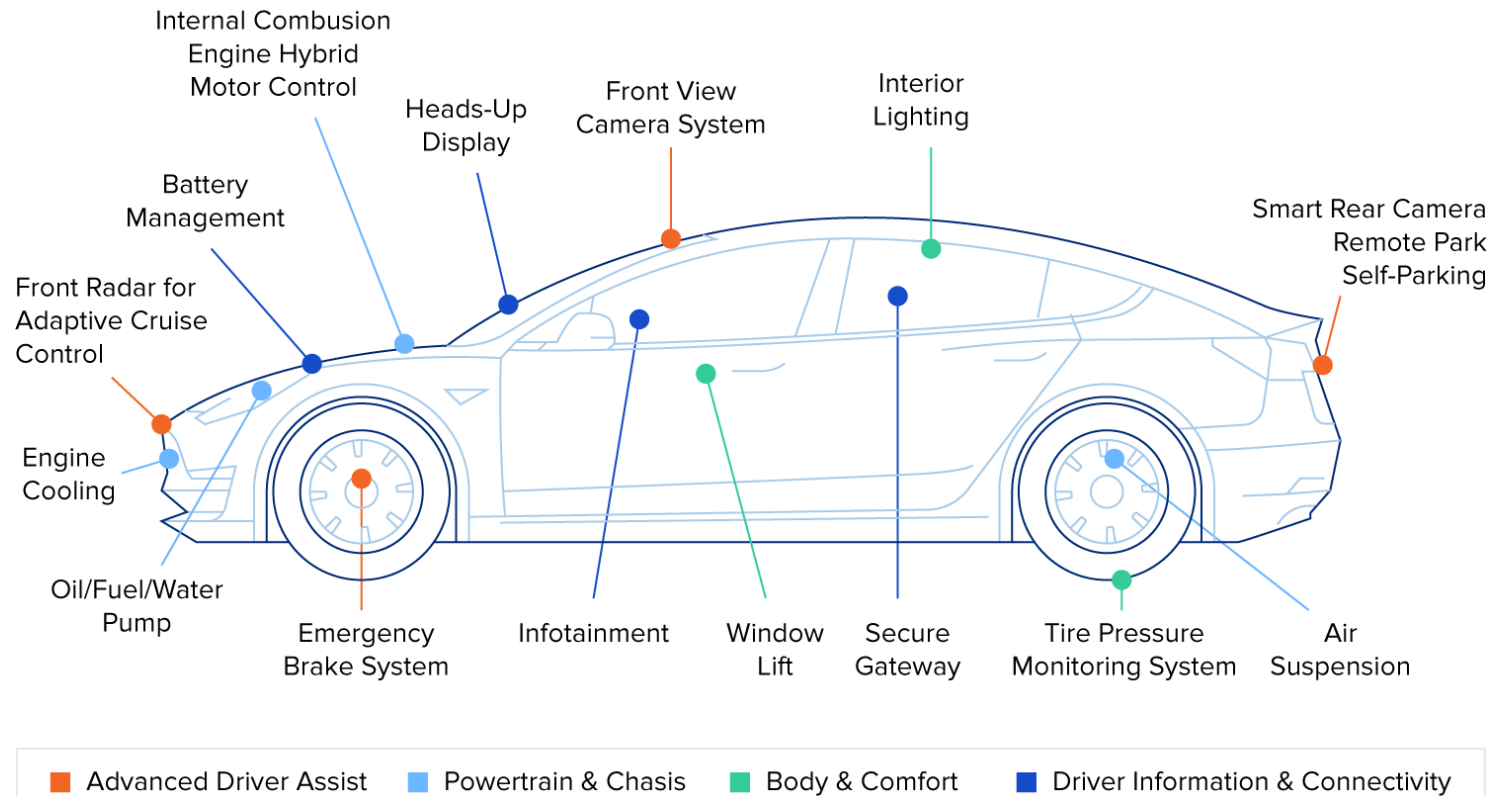 Internal Combusion
Engine Hybrid
Motor Control
Heads-Up
Display
Front View
Camera System
Interior
Lighting
Battery
Management
Smart Rear Camera
Remote Park
Self-Parking
Front Radar for
Adaptive Cruise
Control
Engine
Cooling
Oil/Fuel/Water
Pump
Emergency
Brake System
Infotainment
Window
Lift
Secure
Gateway
Tire Pressure
Monitoring System
Air
Suspension
Advanced Driver Assist
Powertrain & Chasis
Body & Comfort
Driver Information & Connectivity